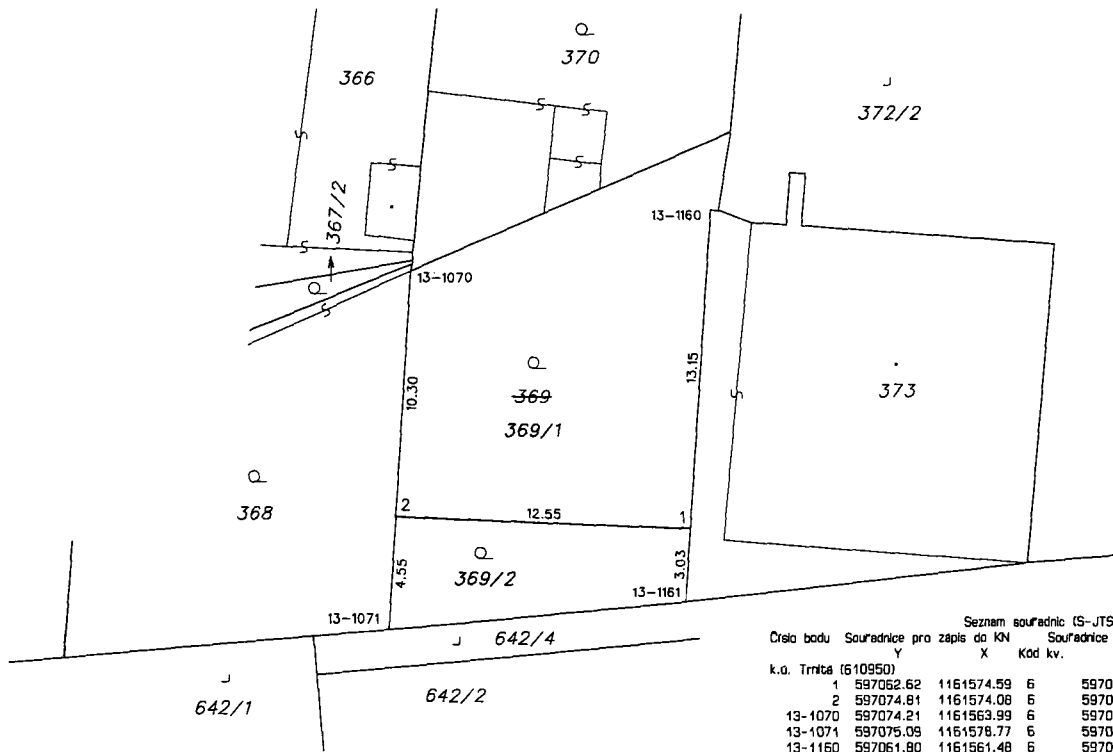 370
366
372/2
367/2
13-1160
13-1070
10.30
13.15
369
373
369/1
368
2
12.55
1
4.55
369/2
3.03
13-1161
13-1071
642/4
642/1
642/2
Seznam souřadnic (S-JTS
Číslo bodu Souřadnice pro zápis do KN Souřadnice
Y X Kód kv.
k.ú. Trnitá (610950)
1 597062.62 1161574.59 6 5970
2 597074.81 1161574.08 6 5970
13-1070 597074.21 1161563.99 6 5970
13-1071 597075.09 1161578.77 6 5970
13-1160 597061.80 1161561.48 6 5970